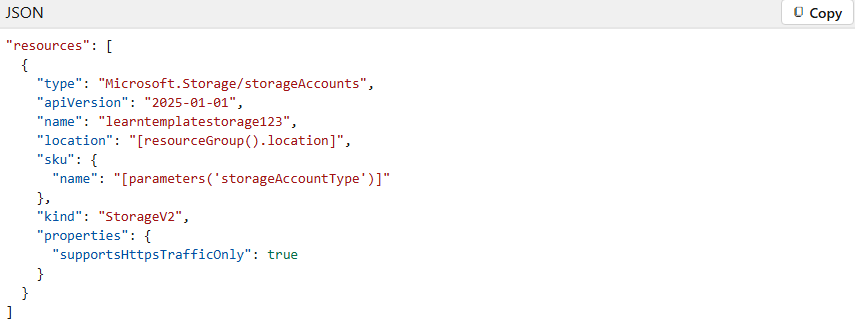 JSON
Copy
"resources": [
  {
    "type": "Microsoft.Storage/storageAccounts",
    "apiVersion": "2025-01-01",
    "name": "learntemplatestorage123",
    "location": "[resourceGroup().location]",
    "sku": {
      "name": "[parameters('storageAccountType')]"
    },
    "kind": "StorageV2",
    "properties": {
      "supportsHttpsTrafficOnly": true
    }
  }
]